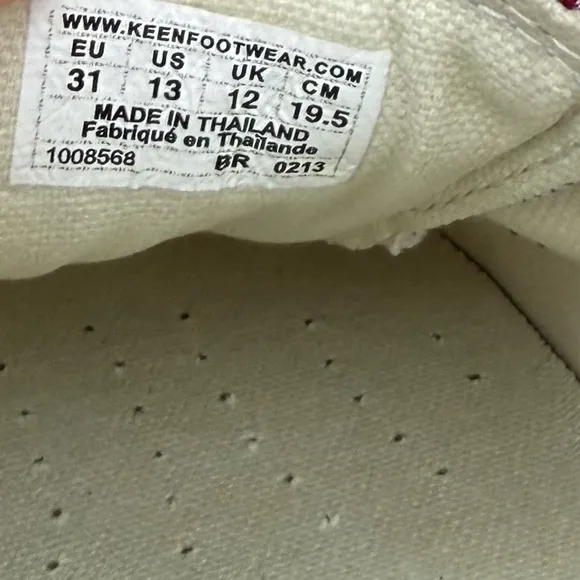 WWW.KEENFOOTWEAR.COM
EU US UK CM
31 13 12 19.5
MADE IN THAILAND
Fabriqué en Thaïlande
1008568 BR 0213